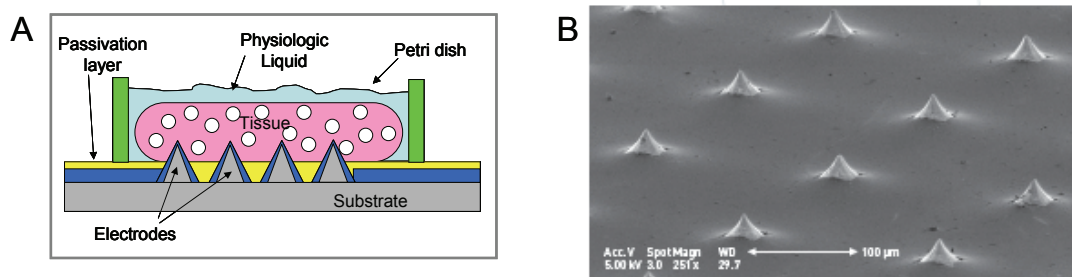 A
Passivation
layer
Physiologic
Liquid
Petri dish
Tissue
Substrate
Electrodes
B
Acc.V Spot Magn WD 100 µm
5.00 kV 3.0 251x 29.7